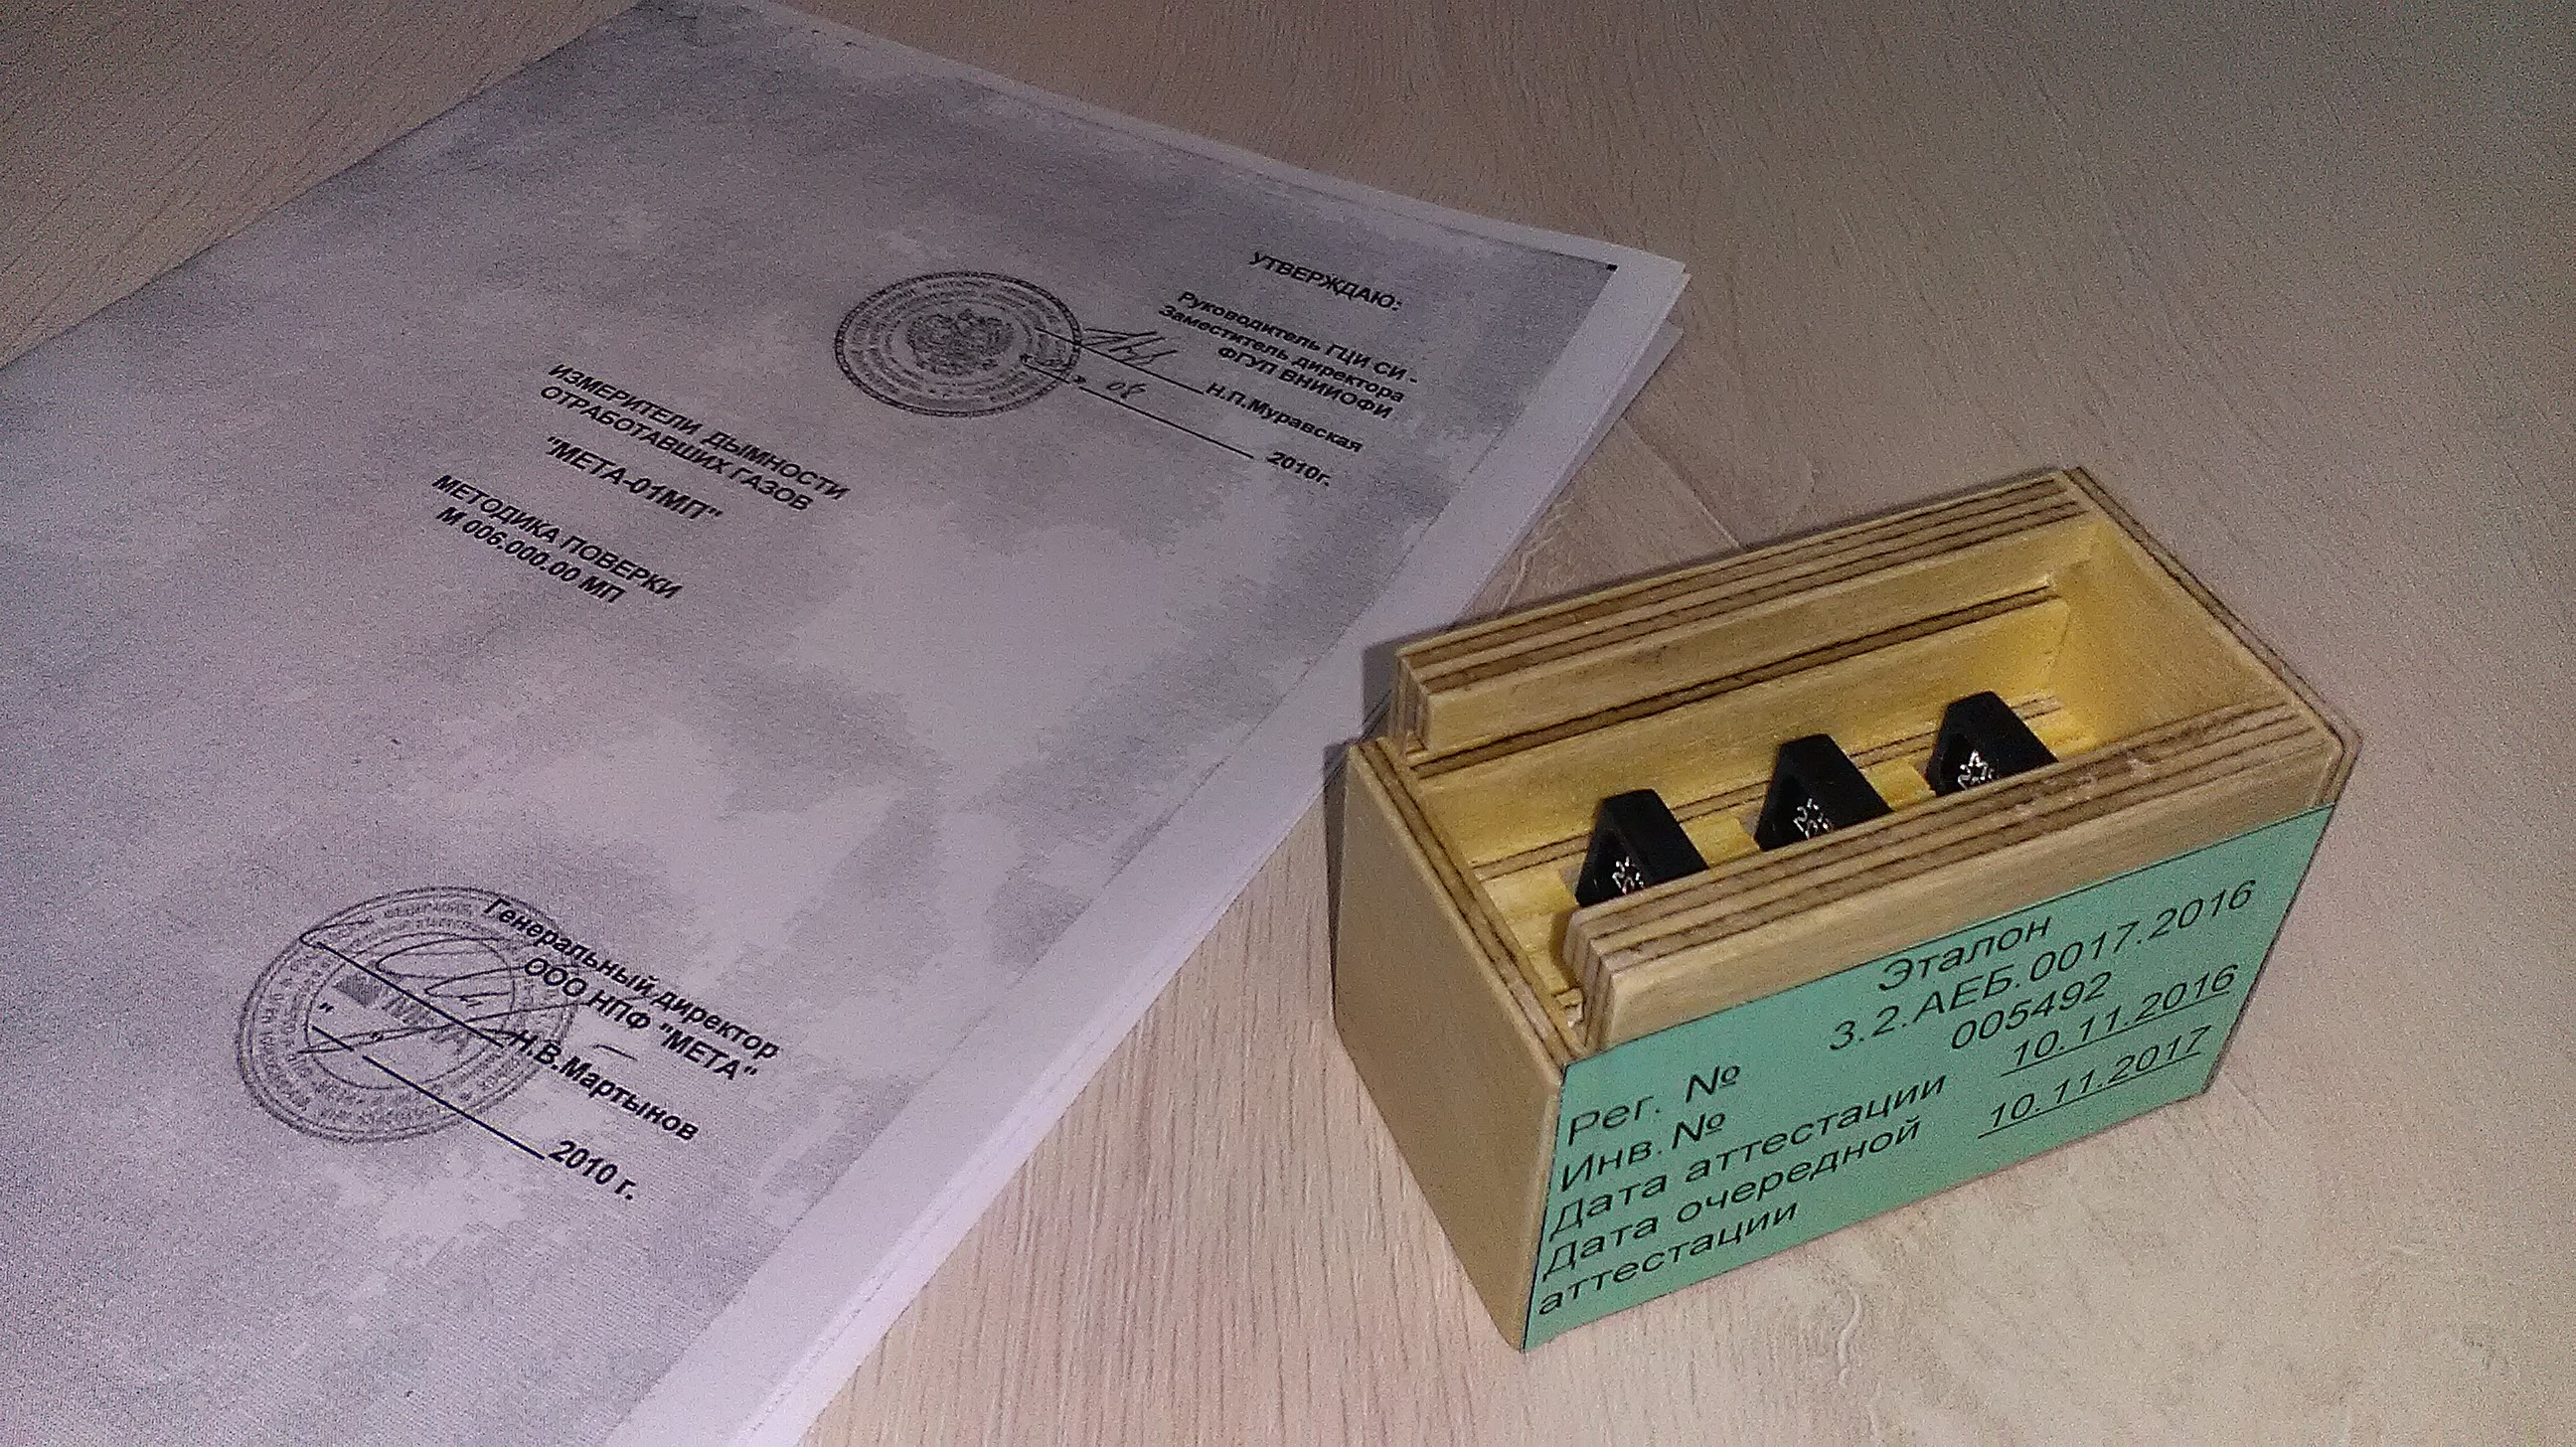 УТВЕРЖДАЮ:
Руководитель ГЦИ СИ -
Заместитель директора
ФГУП ВНИИОФИ
Н.П.Муравская
08 2010г.
ИЗМЕРИТЕЛИ ДЫМНОСТИ
ОТРАБОТАВШИХ ГАЗОВ
"МЕТА-01МП"
МЕТОДИКА ПОВЕРКИ
М 006.000.00 МП
Генеральный директор
ООО НПФ "МЕТА"
Н.В.Мартынов
" " 2010 г.
Эталон
Рег. № 3.2.АЕБ.0017.2016
Инв.№ 005492
Дата аттестации 10.11.2016
Дата очередной 10.11.2017
аттестации